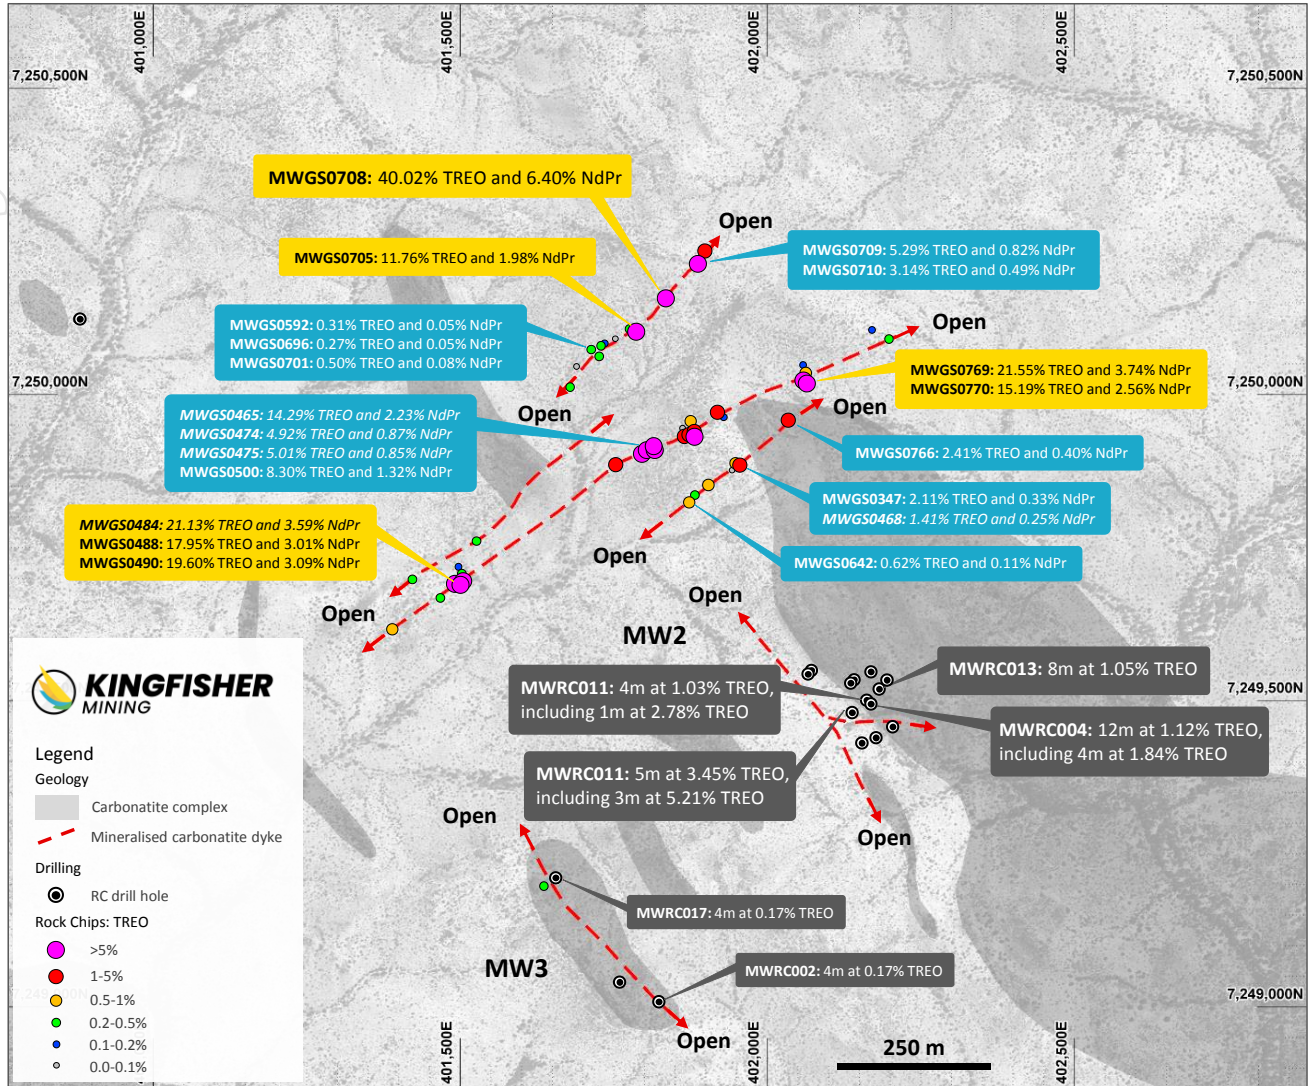 401,000E
401,500E
402,000E
402,500E
7,250,500N
7,250,500N
MWGS0708: 40.02% TREO and 6.40% NdPr
Open
MWGS0705: 11.76% TREO and 1.98% NdPr
MWGS0709: 5.29% TREO and 0.82% NdPr
MWGS0710: 3.14% TREO and 0.49% NdPr
MWGS0592: 0.31% TREO and 0.05% NdPr
MWGS0696: 0.27% TREO and 0.05% NdPr
MWGS0701: 0.50% TREO and 0.08% NdPr
Open
MWGS0769: 21.55% TREO and 3.74% NdPr
MWGS0770: 15.19% TREO and 2.56% NdPr
7,250,000N
7,250,000N
Open
Open
MWGS0465: 14.29% TREO and 2.23% NdPr
MWGS0474: 4.92% TREO and 0.87% NdPr
MWGS0475: 5.01% TREO and 0.85% NdPr
MWGS0500: 8.30% TREO and 1.32% NdPr
MWGS0766: 2.41% TREO and 0.40% NdPr
MWGS0347: 2.11% TREO and 0.33% NdPr
MWGS0468: 1.41% TREO and 0.25% NdPr
MWGS0484: 21.13% TREO and 3.59% NdPr
MWGS0488: 17.95% TREO and 3.01% NdPr
MWGS0490: 19.60% TREO and 3.09% NdPr
Open
MWGS0642: 0.62% TREO and 0.11% NdPr
Open
Open
MW2
MWRC013: 8m at 1.05% TREO
MWRC011: 4m at 1.03% TREO,
including 1m at 2.78% TREO
7,249,500N
MWRC004: 12m at 1.12% TREO,
including 4m at 1.84% TREO
MWRC011: 5m at 3.45% TREO,
including 3m at 5.21% TREO
Open
Open
MWRC017: 4m at 0.17% TREO
MW3
MWRC002: 4m at 0.17% TREO
7,249,000N
Open
401,500E
402,000E
402,500E
250 m
KINGFISHER
MINING
Legend
Geology
Carbonatite complex
Mineralised carbonatite dyke
Drilling
RC drill hole
Rock Chips: TREO
>5%
1-5%
0.5-1%
7,249,000N
0.2-0.5%
0.1-0.2%
0.0-0.1%